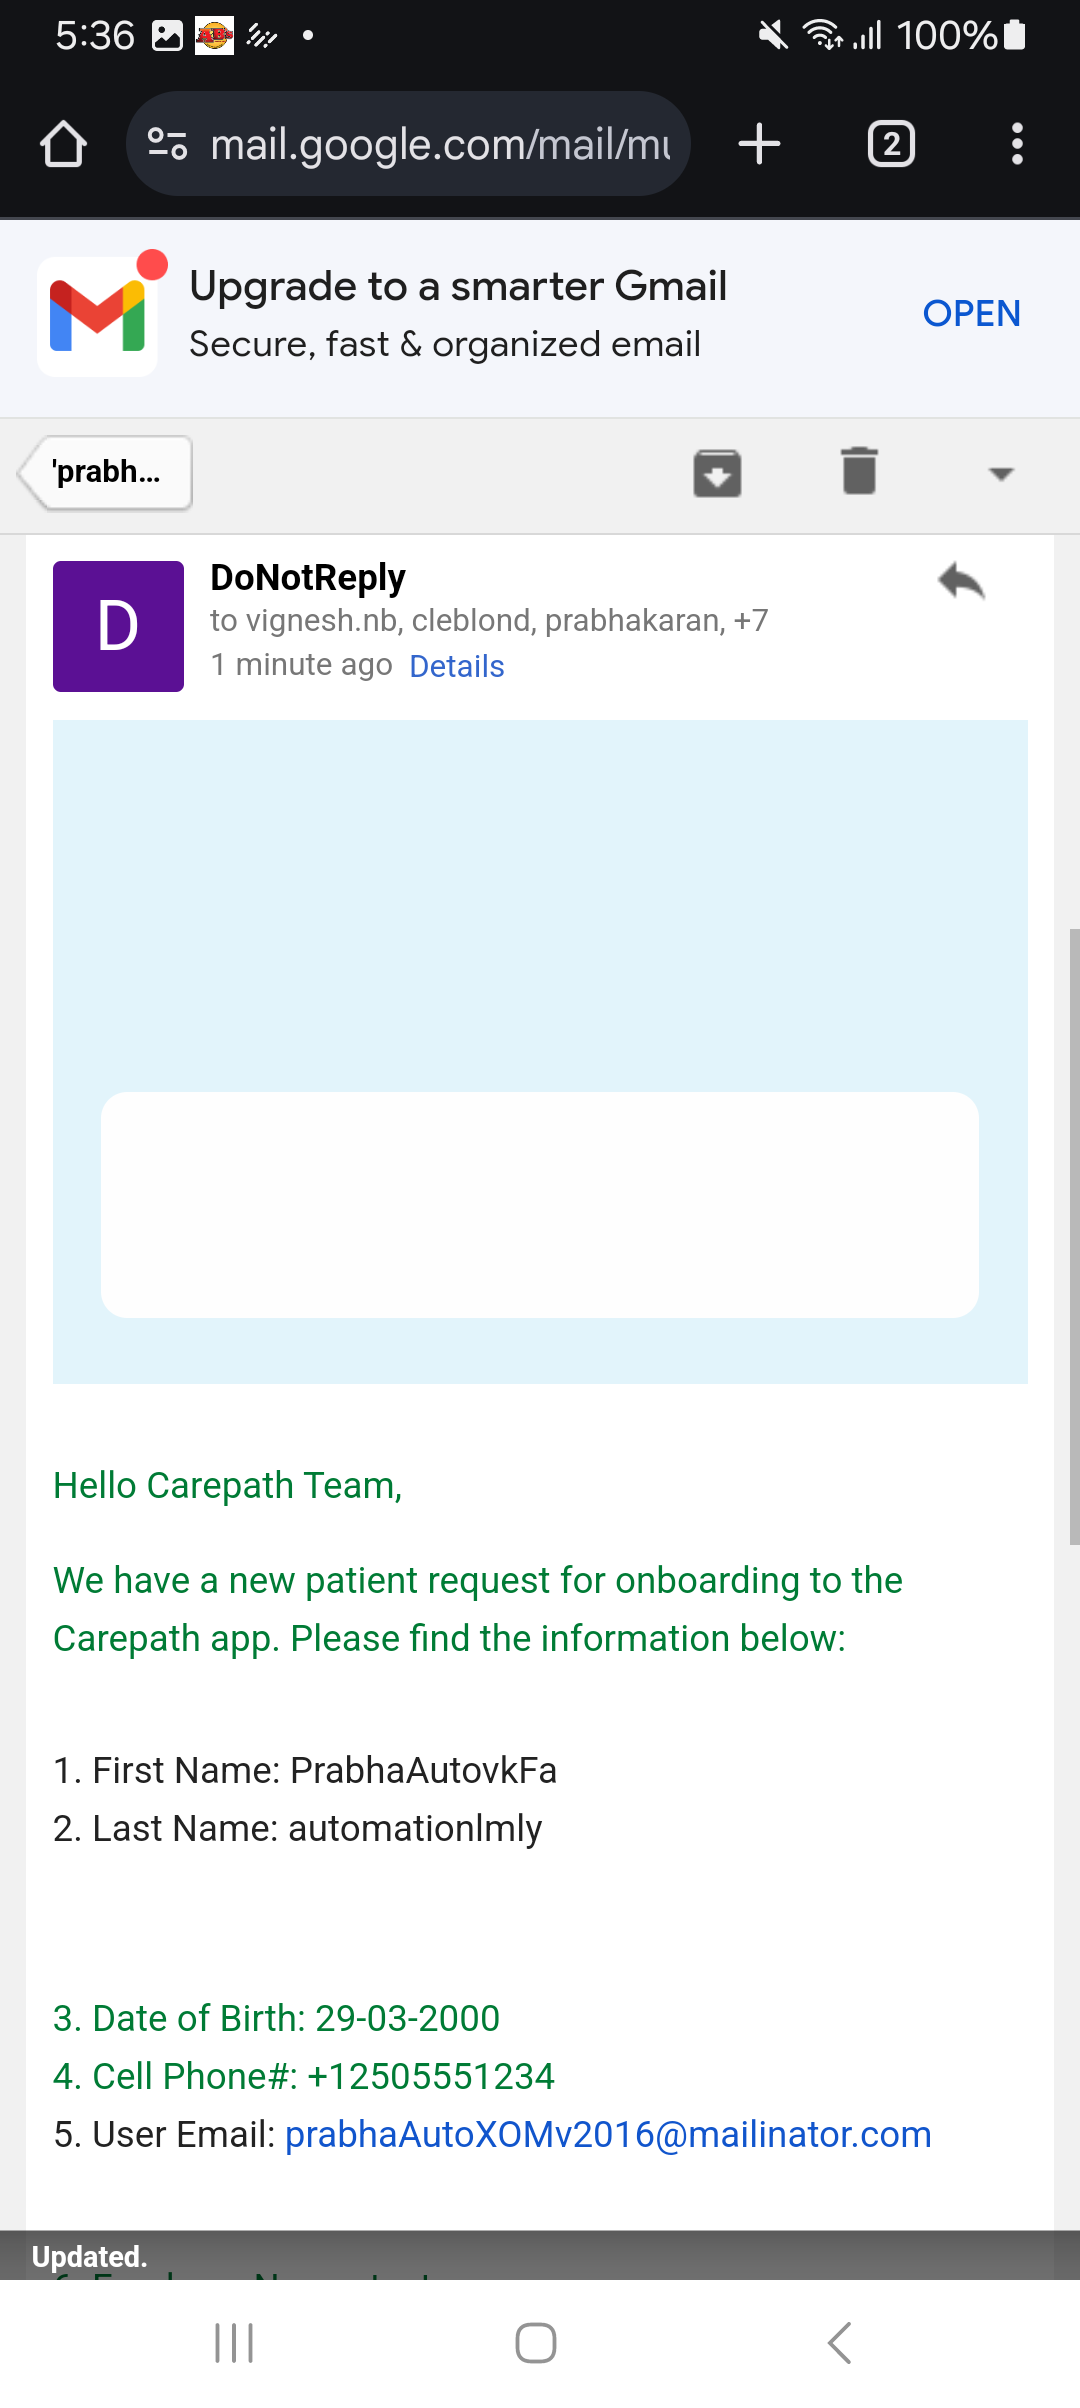 5:36
100%
mail.google.com/mail/mu
2
Upgrade to a smarter Gmail
Secure, fast & organized email
OPEN
'prabh...
D
DoNotReply
to vignesh.nb, cleblond, prabhakaran, +7
1 minute ago Details
Hello Carepath Team,
We have a new patient request for onboarding to the
Carepath app. Please find the information below:
1. First Name: PrabhaAutovkFa
2. Last Name: automationlmly
3. Date of Birth: 29-03-2000
4. Cell Phone#: +12505551234
5. User Email: prabhaAutoXOMv2016@mailinator.com
Updated.